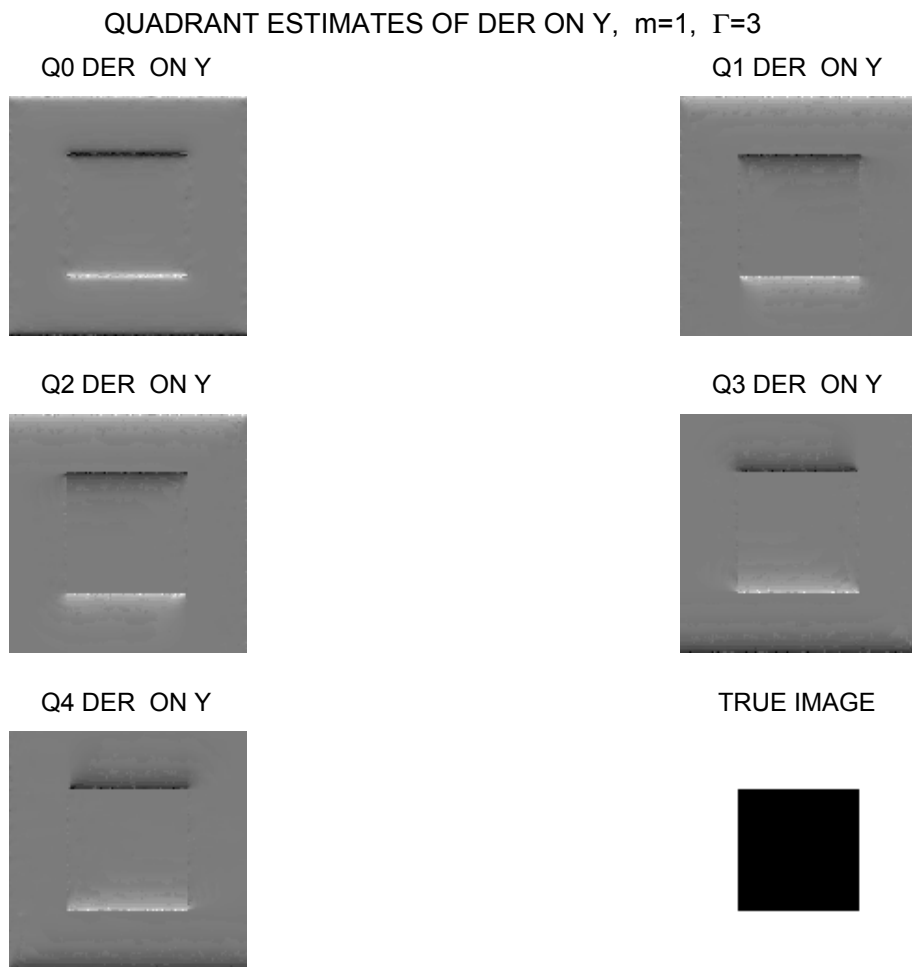 QUADRANT ESTIMATES OF DER ON Y, m=1, Γ=3
Q0 DER ON Y
Q1 DER ON Y
Q2 DER ON Y
Q3 DER ON Y
Q4 DER ON Y
TRUE IMAGE